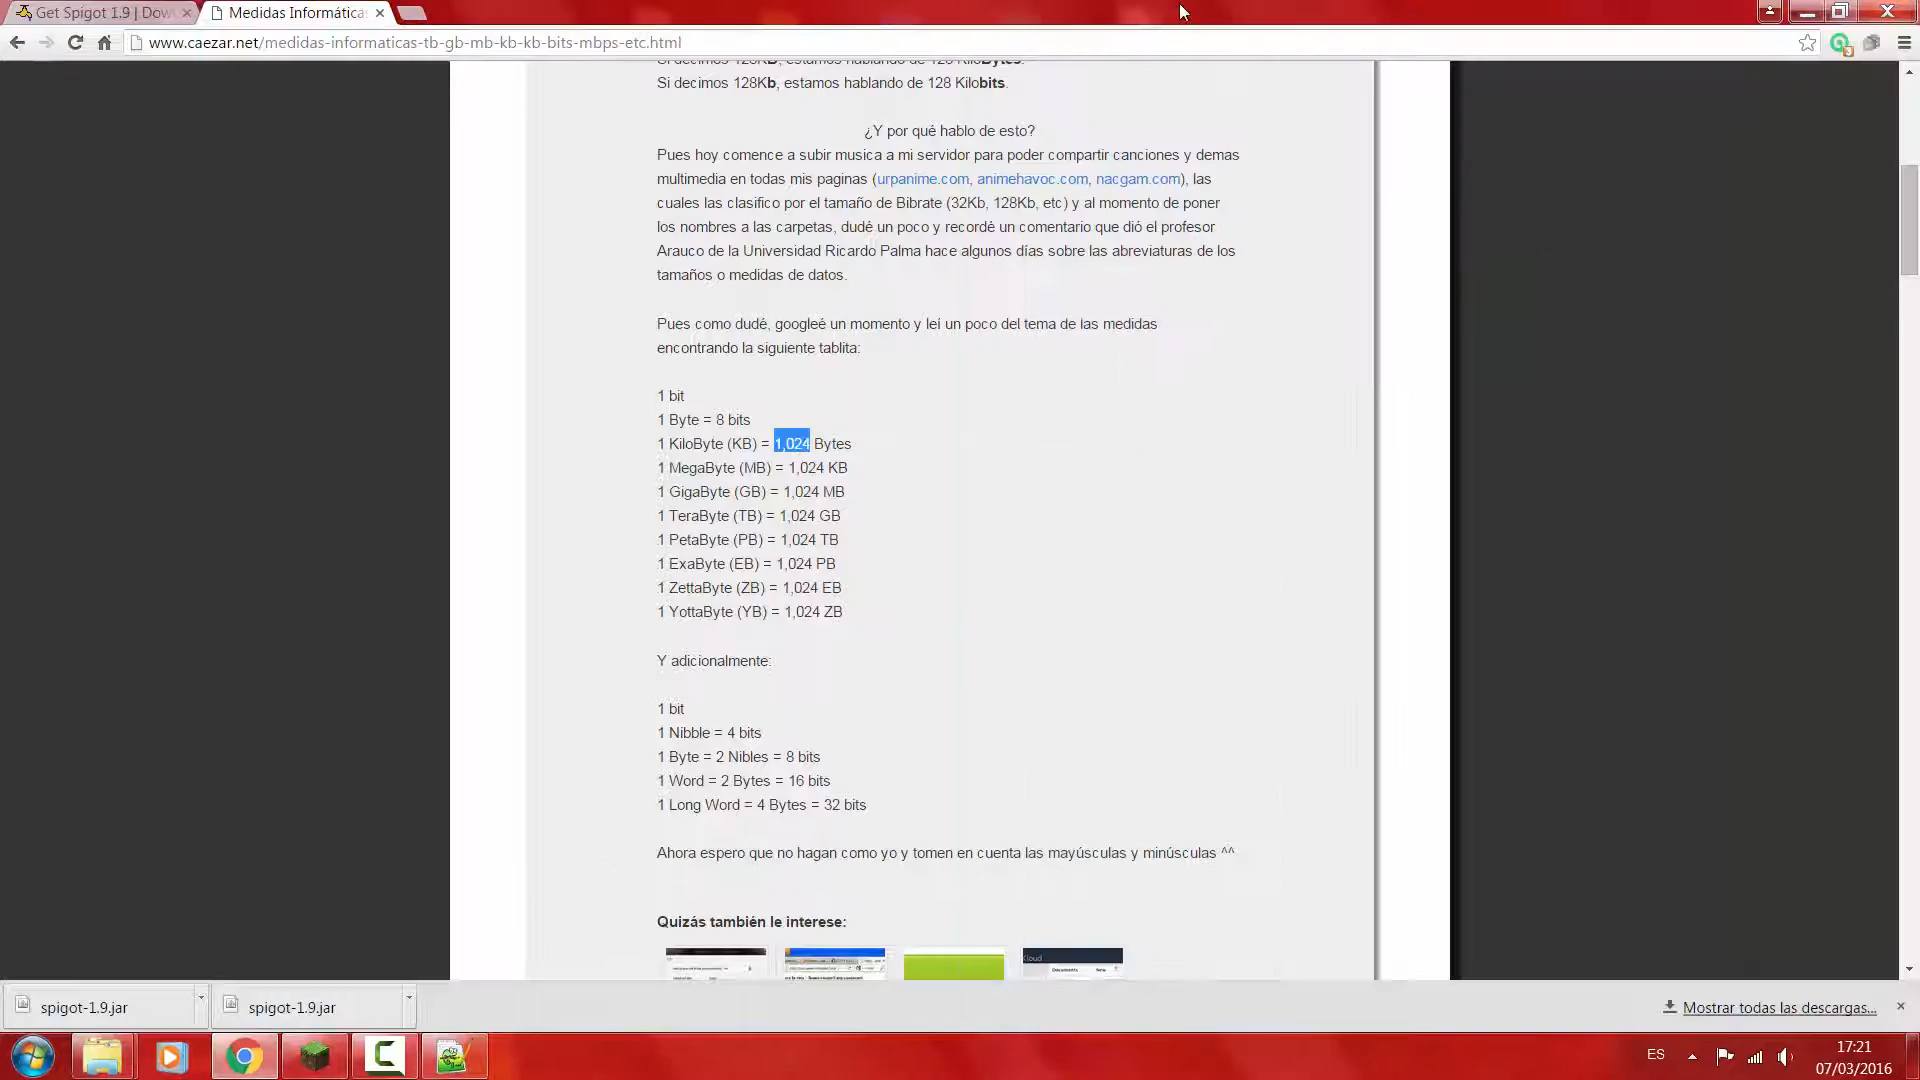 Get Spigot 1.9 | Dow
Medidas Informática
www.caezar.net/medidas-informaticas-tb-gb-mb-kb-kb-bits-mbps-etc.html
Si decimos 128KB, estamos hablando de 128 KiloBytes.
Si decimos 128Kb, estamos hablando de 128 Kilobits.
¿Y por qué hablo de esto?
Pues hoy comence a subir musica a mi servidor para poder compartir canciones y demas
multimedia en todas mis paginas (urpanime.com, animehavoc.com, nacgam.com), las
cuales las clasifico por el tamaño de Bibrate (32Kb, 128Kb, etc) y al momento de poner
los nombres a las carpetas, dudé un poco y recordé un comentario que dió el profesor
Arauco de la Universidad Ricardo Palma hace algunos días sobre las abreviaturas de los
tamaños o medidas de datos.
Pues como dudé, googleé un momento y leí un poco del tema de las medidas
encontrando la siguiente tablita:
1 bit
1 Byte = 8 bits
1 KiloByte (KB) = 1,024 Bytes
1 MegaByte (MB) = 1,024 KB
1 GigaByte (GB) = 1,024 MB
1 TeraByte (TB) = 1,024 GB
1 PetaByte (PB) = 1,024 TB
1 ExaByte (EB) = 1,024 PB
1 ZettaByte (ZB) = 1,024 EB
1 YottaByte (YB) = 1,024 ZB
Y adicionalmente:
1 bit
1 Nibble = 4 bits
1 Byte = 2 Nibles = 8 bits
1 Word = 2 Bytes = 16 bits
1 Long Word = 4 Bytes = 32 bits
Ahora espero que no hagan como yo y tomen en cuenta las mayúsculas y minúsculas ^^
Quizás también le interese:
spigot-1.9.jar
spigot-1.9.jar
Mostrar todas las descargas...
ES
17:21
07/03/2016